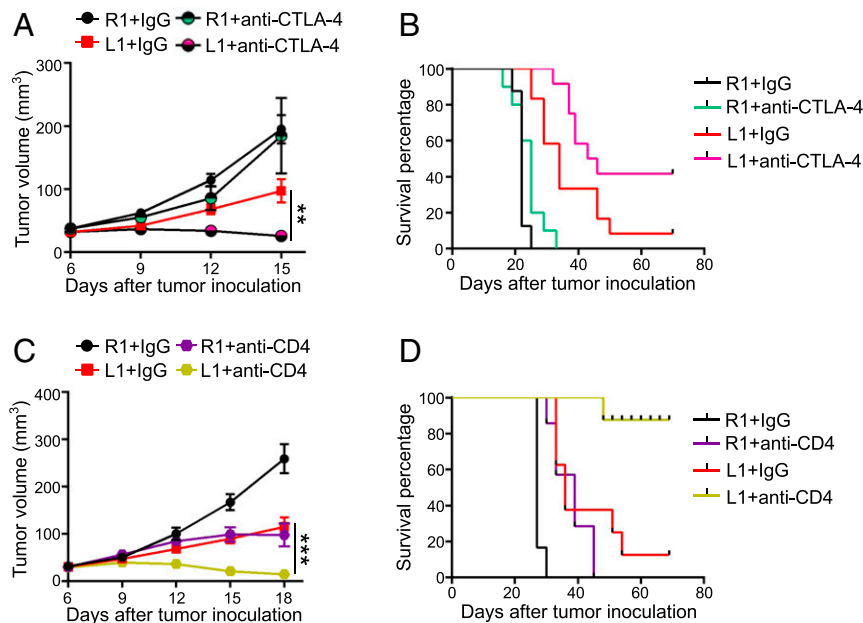 A
R1+IgG R1+anti-CTLA-4
L1+IgG L1+anti-CTLA-4
Tumor volume (mm3)
300
200
100
0
**
6 9 12 15
Days after tumor inoculation
B
Survival percentage
100
80
60
40
20
0
0 20 40 60 80
Days after tumor inoculation
R1+IgG
R1+anti-CTLA-4
L1+IgG
L1+anti-CTLA-4
C
R1+IgG R1+anti-CD4
L1+IgG L1+anti-CD4
Tumor volume (mm3)
400
300
200
100
0
***
6 9 12 15 18
Days after tumor inoculation
D
Survival percentage
100
80
60
40
20
0
0 20 40 60 80
Days after tumor inoculation
R1+IgG
R1+anti-CD4
L1+IgG
L1+anti-CD4